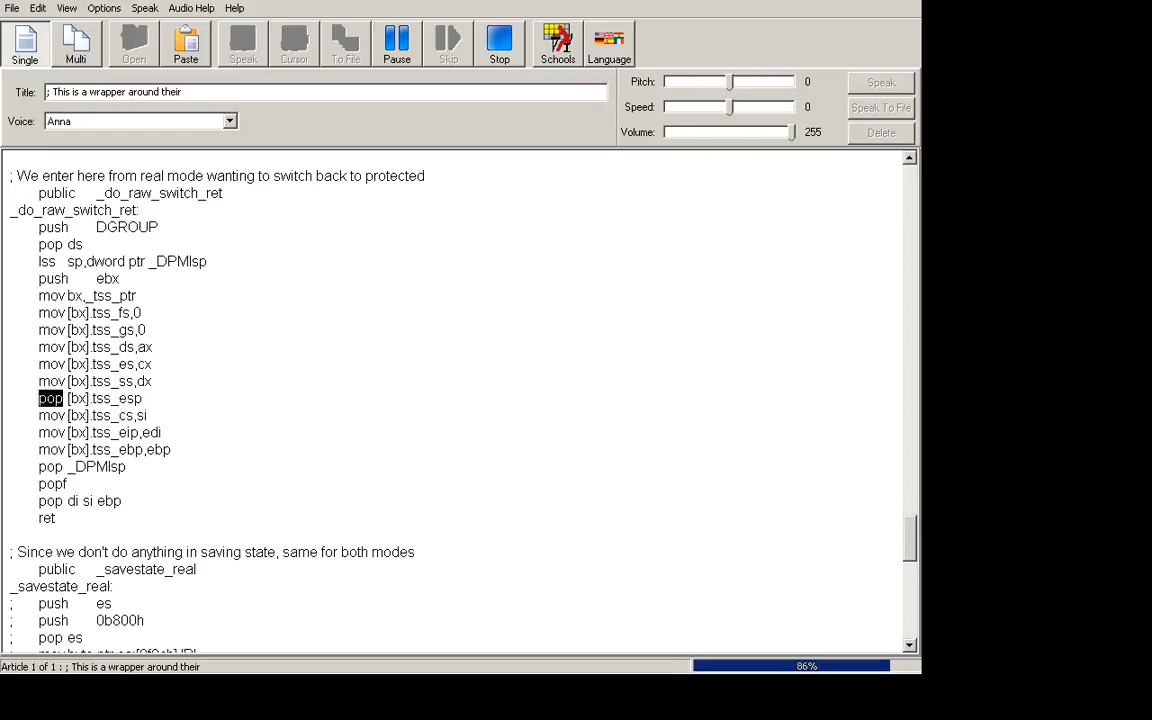 File Edit View Options Speak Audio Help Help
Single Multi Open Paste Speak Cursor To File Pause Skip Stop Schools Language
Title: ; This is a wrapper around their
Voice: Anna
Pitch: 0 Speak
Speed: 0 Speak To File
Volume: 255 Delete
; We enter here from real mode wanting to switch back to protected
public _do_raw_switch_ret
_do_raw_switch_ret:
push DGROUP
pop ds
lss sp,dword ptr _DPMIsp
push ebx
mov bx,_tss_ptr
mov [bx].tss_fs,0
mov [bx].tss_gs,0
mov [bx].tss_ds,ax
mov [bx].tss_es,cx
mov [bx].tss_ss,dx
pop [bx].tss_esp
mov [bx].tss_cs,si
mov [bx].tss_eip,edi
mov [bx].tss_ebp,ebp
pop _DPMIsp
popf
pop di si ebp
ret
; Since we don't do anything in saving state, same for both modes
public _savestate_real
_savestate_real:
; push es
; push 0b800h
; pop es
Article 1 of 1 : ; This is a wrapper around their 86%